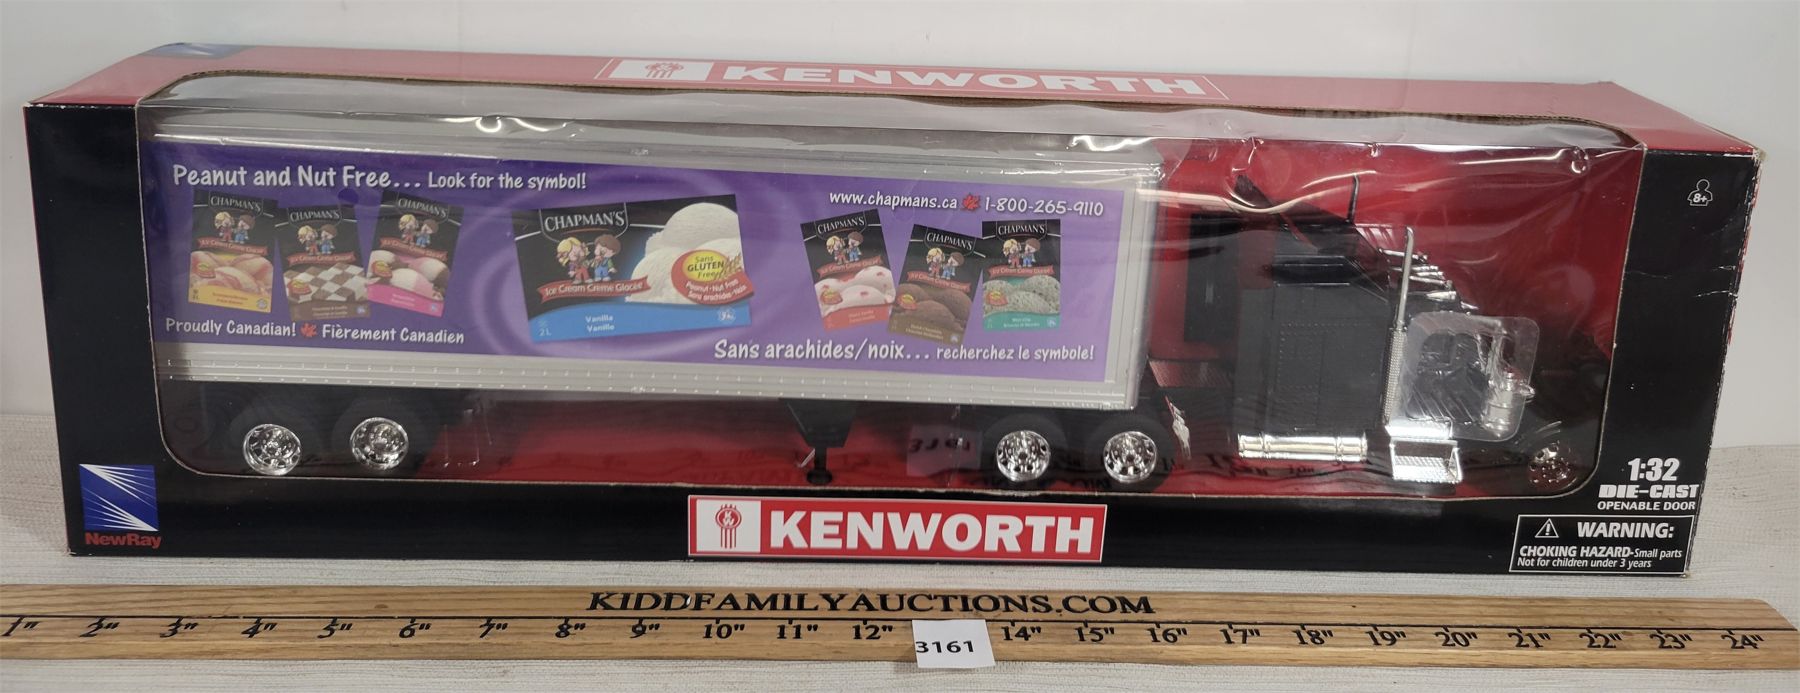 KENWORTH
Peanut and Nut Free... Look for the symbol!
www.chapmans.ca 1-800-265-9110
CHAPMAN'S
CHAPMAN'S
CHAPMAN'S
CHAPMAN'S
Ice Cream Crème Glacée
Sans
GLUTEN
Free
Peanut-Nut Free
Sans arachides-Noix
Vanilla
Vanille
2L
CHAPMAN'S
CHAPMAN'S
CHAPMAN'S
Proudly Canadian! Fièrement Canadien
Sans arachides/noix... recherchez le symbole!
8+
NewRay
KENWORTH
1:32
DIE-CAST
OPENABLE DOOR
WARNING:
CHOKING HAZARD-Small parts
Not for children under 3 years
KIDDFAMILYAUCTIONS.COM
1" 2" 3" 4" 5" 6" 7" 8" 9" 10" 11" 12" 14" 15" 16" 17" 18" 19" 20" 21" 22" 23" 24"
3161